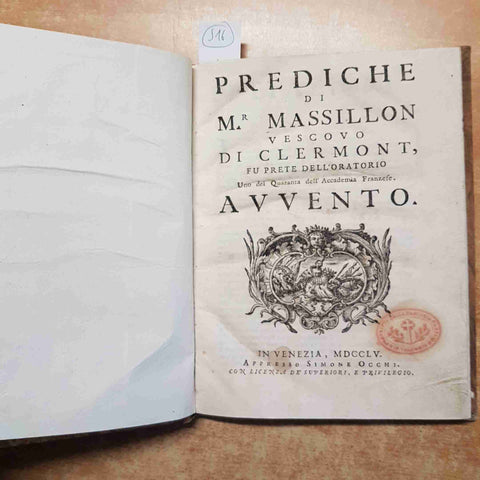 516
PREDICHE
DI
M.R MASSILLON
VESCOVO
DI CLERMONT,
FU PRETE DELL'ORATORIO
Uno dei Quaranta dell'Accademia Franzese.
AVVENTO.
IN VENEZIA, MDCCLV.
APPRESSO SIMONE OCCHI.
CON LICENZA DE' SUPERIORI, E PRIVILEGIO.